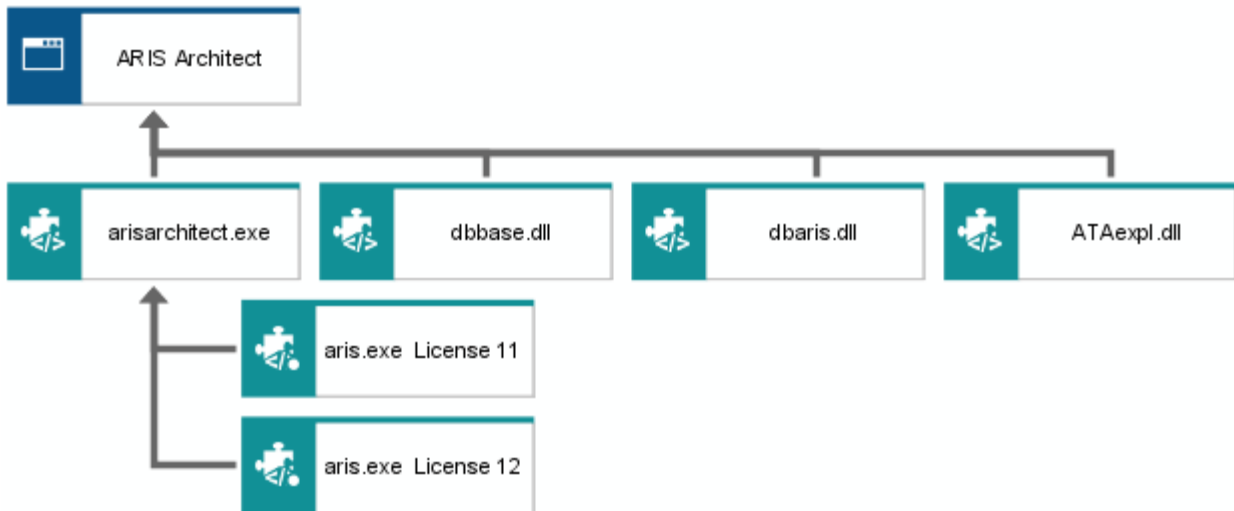 ARIS Architect
arisarchitect.exe
dbbase.dll
dbaris.dll
ATAexpl.dll
aris.exe License 11
aris.exe License 12